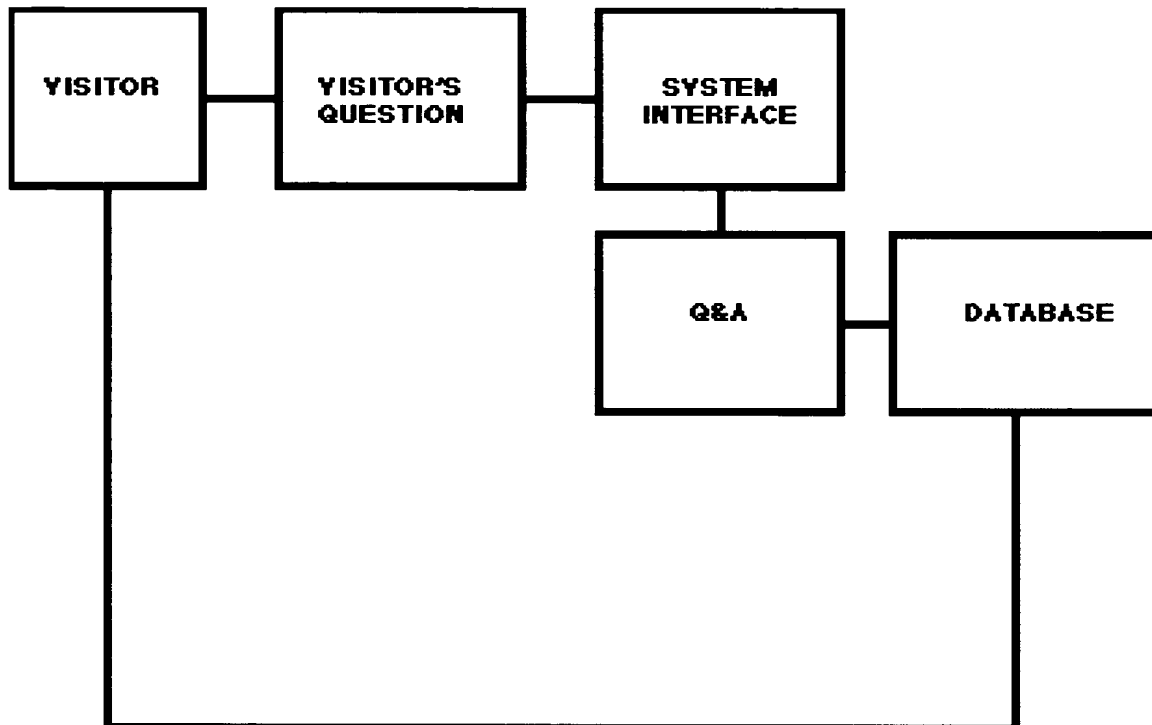 VISITOR
VISITOR'S
QUESTION
SYSTEM
INTERFACE
Q&A
DATABASE